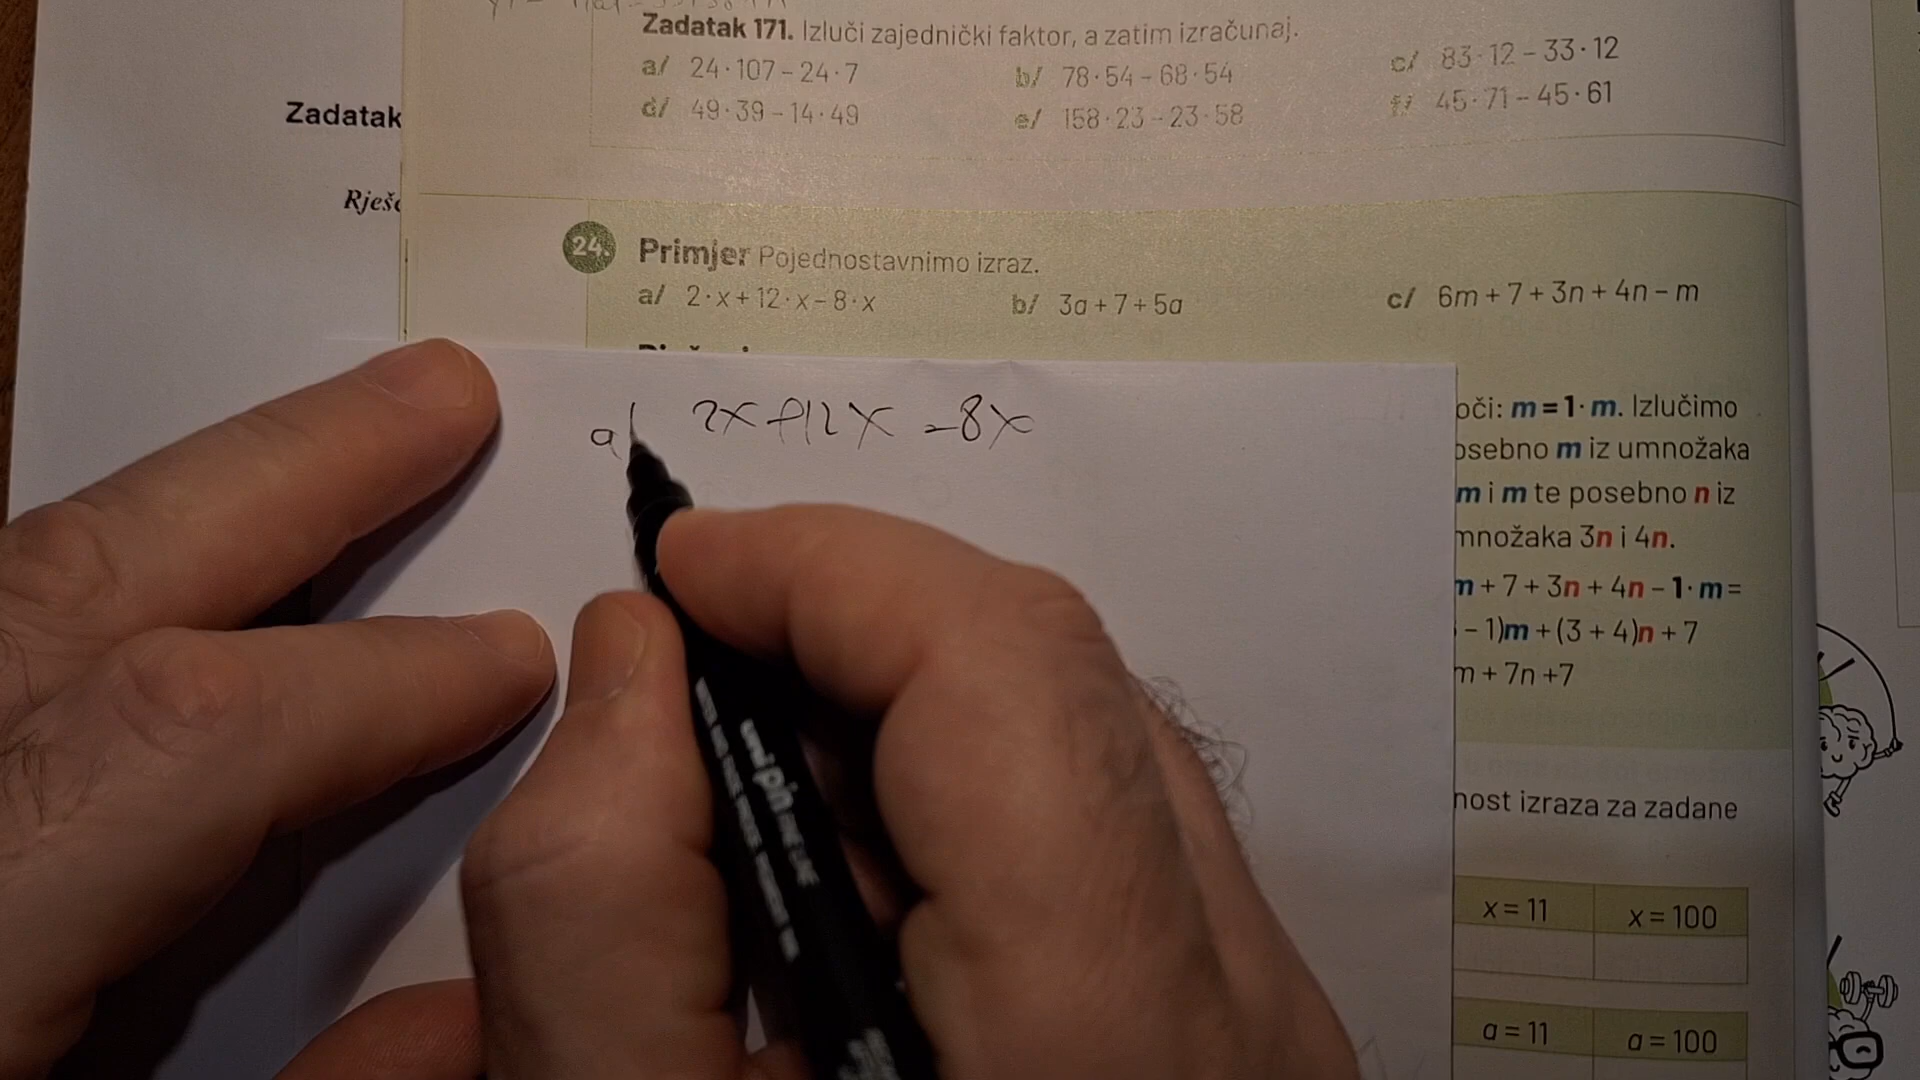 Zadatak 171. Izluči zajednički faktor, a zatim izračunaj.
a/ 24·107 – 24·7
b/ 78·54 – 68·54
c/ 83·12 – 33·12
d/ 49·39 – 14·49
e/ 158·23 – 23·58
f/ 45·71 – 45·61
Zadatak
Rješe
24. Primjer Pojednostavnimo izraz.
a/ 2·x + 12·x – 8·x
b/ 3a + 7 + 5a
c/ 6m + 7 + 3n + 4n – m
a/ 2x + 12x - 8x
oči: m = 1· m. Izlučimo
osebno m iz umnožaka
m i m te posebno n iz
množaka 3n i 4n.
m + 7 + 3n + 4n – 1· m =
– 1)m + (3 + 4)n + 7
m + 7n +7
nost izraza za zadane
x = 11
x = 100
a = 11
a = 100
uni pin FINE LINE